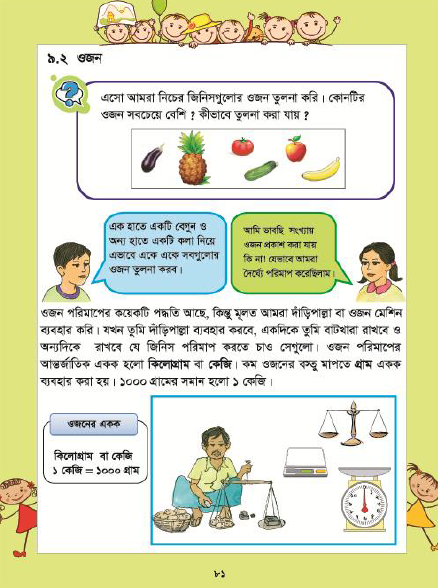 ৯.২ ওজন
এসো আমরা নিচের জিনিসগুলোর ওজন তুলনা করি। কোনটির
ওজন সবচেয়ে বেশি ? কীভাবে তুলনা করা যায় ?
এক হাতে একটি বেগুন ও
অন্য হাতে একটি কলা নিয়ে
এভাবে একে একে সবগুলোর
ওজন তুলনা করব।
আমি ভাবছি সংখ্যায়
ওজন প্রকাশ করা যায়
কি না! যেভাবে আমরা
দৈর্ঘ্যে পরিমাপ করেছিলাম।
ওজন পরিমাপের কয়েকটি পদ্ধতি আছে, কিন্তু মূলত আমরা দাঁড়িপাল্লা বা ওজন মেশিন
ব্যবহার করি। যখন তুমি দাঁড়িপাল্লা ব্যবহার করবে, একদিকে তুমি বাটখারা রাখবে ও
অন্যদিকে রাখবে যে জিনিস পরিমাপ করতে চাও সেগুলো। ওজন পরিমাপের
আন্তর্জাতিক একক হলো কিলোগ্রাম বা কেজি। কম ওজনের বস্তু মাপতে গ্রাম একক
ব্যবহার করা হয়। ১০০০ গ্রামের সমান হলো ১ কেজি।
ওজনের একক
কিলোগ্রাম বা কেজি
১ কেজি = ১০০০ গ্রাম
৮১